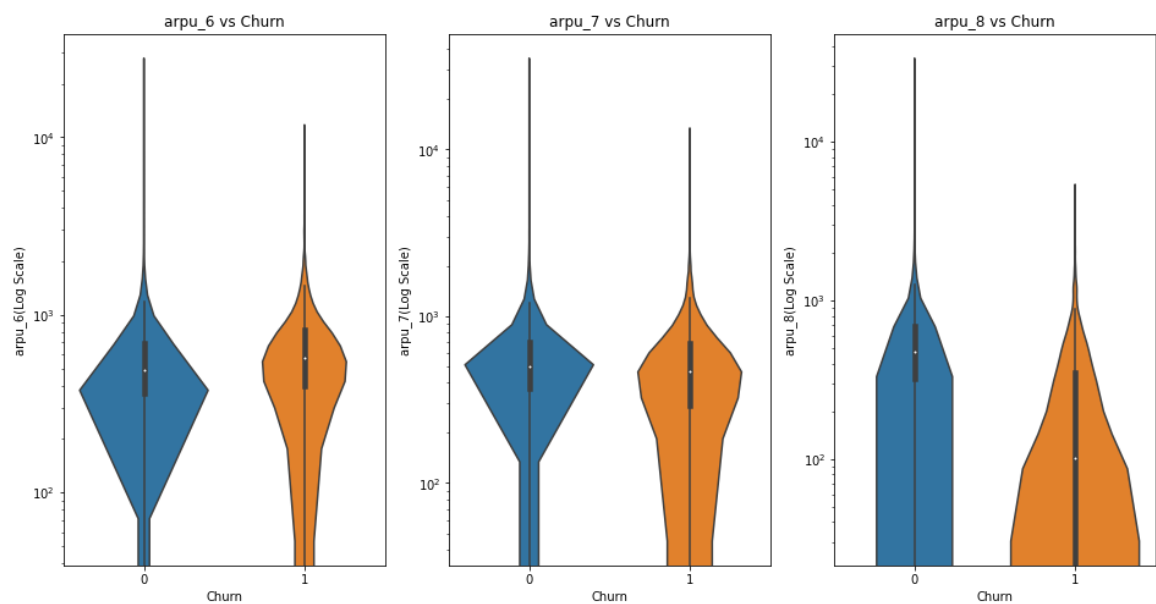 arpu_6 vs Churn
arpu_6(Log Scale)
10^4
10^3
10^2
0 1
Churn
arpu_7 vs Churn
arpu_7(Log Scale)
10^4
10^3
10^2
0 1
Churn
arpu_8 vs Churn
arpu_8(Log Scale)
10^4
10^3
10^2
0 1
Churn